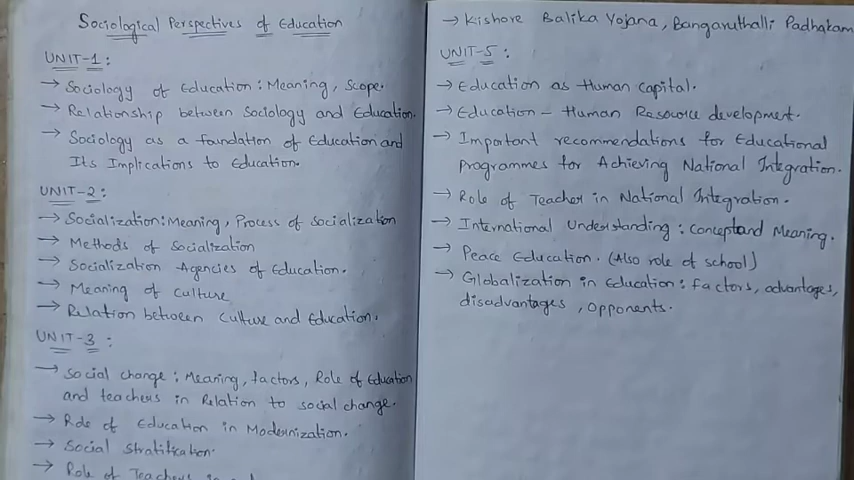 Sociological Perspectives of Education
UNIT-1:
→ Sociology of Education: Meaning, Scope.
→ Relationship between Sociology and Education.
→ Sociology as a foundation of Education and
Its Implications to Education.
UNIT-2:
→ Socialization: Meaning, Process of Socialization
→ Methods of Socialization
→ Socialization Agencies of Education.
→ Meaning of Culture
→ Relation between Culture and Education.
UNIT-3:
→ Social change: Meaning, factors, Role of Education
and teachers in Relation to social change.
→ Role of Education in Modernization.
→ Social Stratification.
→ Role of Teachers in
→ Kishore Balika Yojana, Bangaruthalli Padhakam
UNIT-5:
→ Education as Human capital.
→ Education - Human Resource development.
→ Important recommendations for Educational
Programmes for Achieving National Integration.
→ Role of Teacher in National Integration.
→ International Understanding: Concept and Meaning.
→ Peace Education. (Also role of school)
→ Globalization in Education: factors, advantages,
disadvantages, opponents.